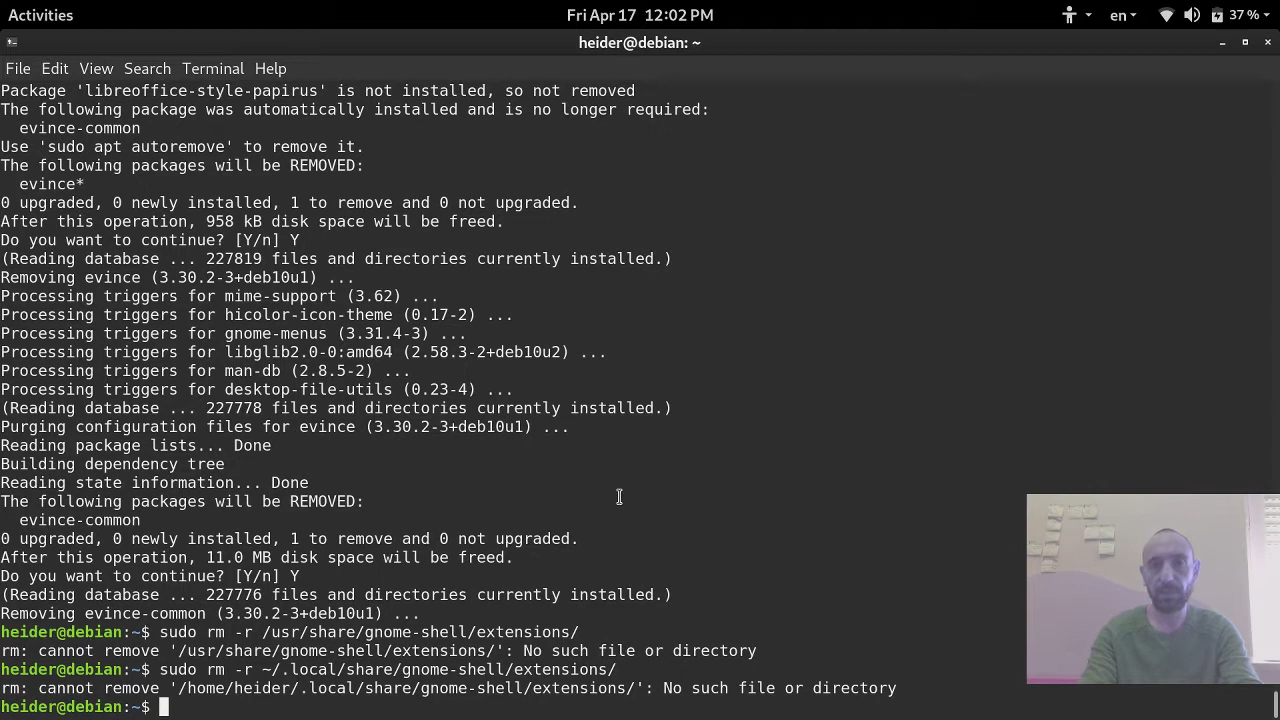 Activities
Fri Apr 17 12:02 PM
en
37 %
heider@debian: ~
File Edit View Search Terminal Help
Package 'libreoffice-style-papirus' is not installed, so not removed
The following package was automatically installed and is no longer required:
evince-common
Use 'sudo apt autoremove' to remove it.
The following packages will be REMOVED:
evince*
0 upgraded, 0 newly installed, 1 to remove and 0 not upgraded.
After this operation, 958 kB disk space will be freed.
Do you want to continue? [Y/n] Y
(Reading database ... 227819 files and directories currently installed.)
Removing evince (3.30.2-3+deb10u1) ...
Processing triggers for mime-support (3.62) ...
Processing triggers for hicolor-icon-theme (0.17-2) ...
Processing triggers for gnome-menus (3.31.4-3) ...
Processing triggers for libglib2.0-0:amd64 (2.58.3-2+deb10u2) ...
Processing triggers for man-db (2.8.5-2) ...
Processing triggers for desktop-file-utils (0.23-4) ...
(Reading database ... 227778 files and directories currently installed.)
Purging configuration files for evince (3.30.2-3+deb10u1) ...
Reading package lists... Done
Building dependency tree
Reading state information... Done
The following packages will be REMOVED:
evince-common
0 upgraded, 0 newly installed, 1 to remove and 0 not upgraded.
After this operation, 11.0 MB disk space will be freed.
Do you want to continue? [Y/n] Y
(Reading database ... 227776 files and directories currently installed.)
Removing evince-common (3.30.2-3+deb10u1) ...
heider@debian:~$ sudo rm -r /usr/share/gnome-shell/extensions/
rm: cannot remove '/usr/share/gnome-shell/extensions/': No such file or directory
heider@debian:~$ sudo rm -r ~/.local/share/gnome-shell/extensions/
rm: cannot remove '/home/heider/.local/share/gnome-shell/extensions/': No such file or directory
heider@debian:~$